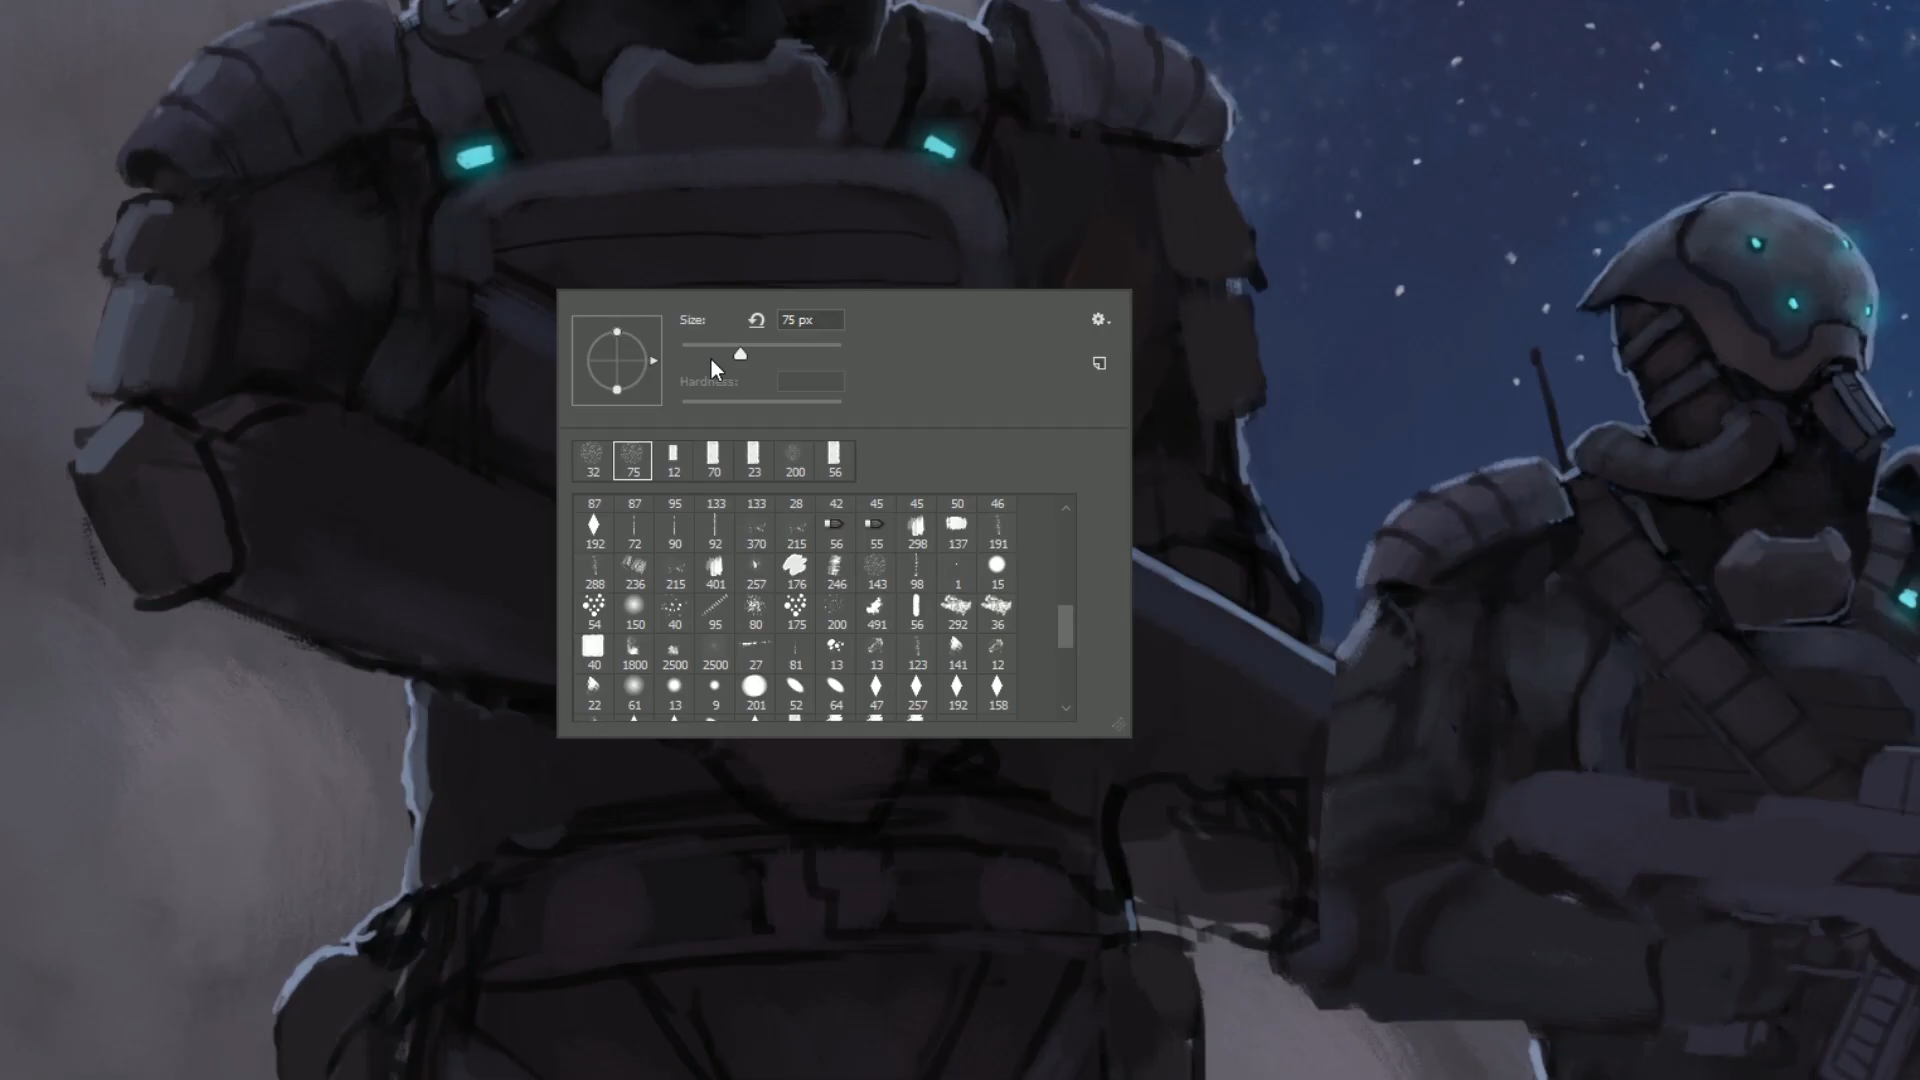 Size: 75 px
Hardness:
32 75 12 70 23 200 56
87 87 95 133 133 28 42 45 45 50 46
192 72 90 92 370 215 56 55 298 137 191
288 236 215 401 257 176 246 143 98 1 15
54 150 40 95 80 175 200 491 56 292 36
40 1800 2500 2500 27 81 13 13 123 141 12
22 61 13 9 201 52 64 47 257 192 158